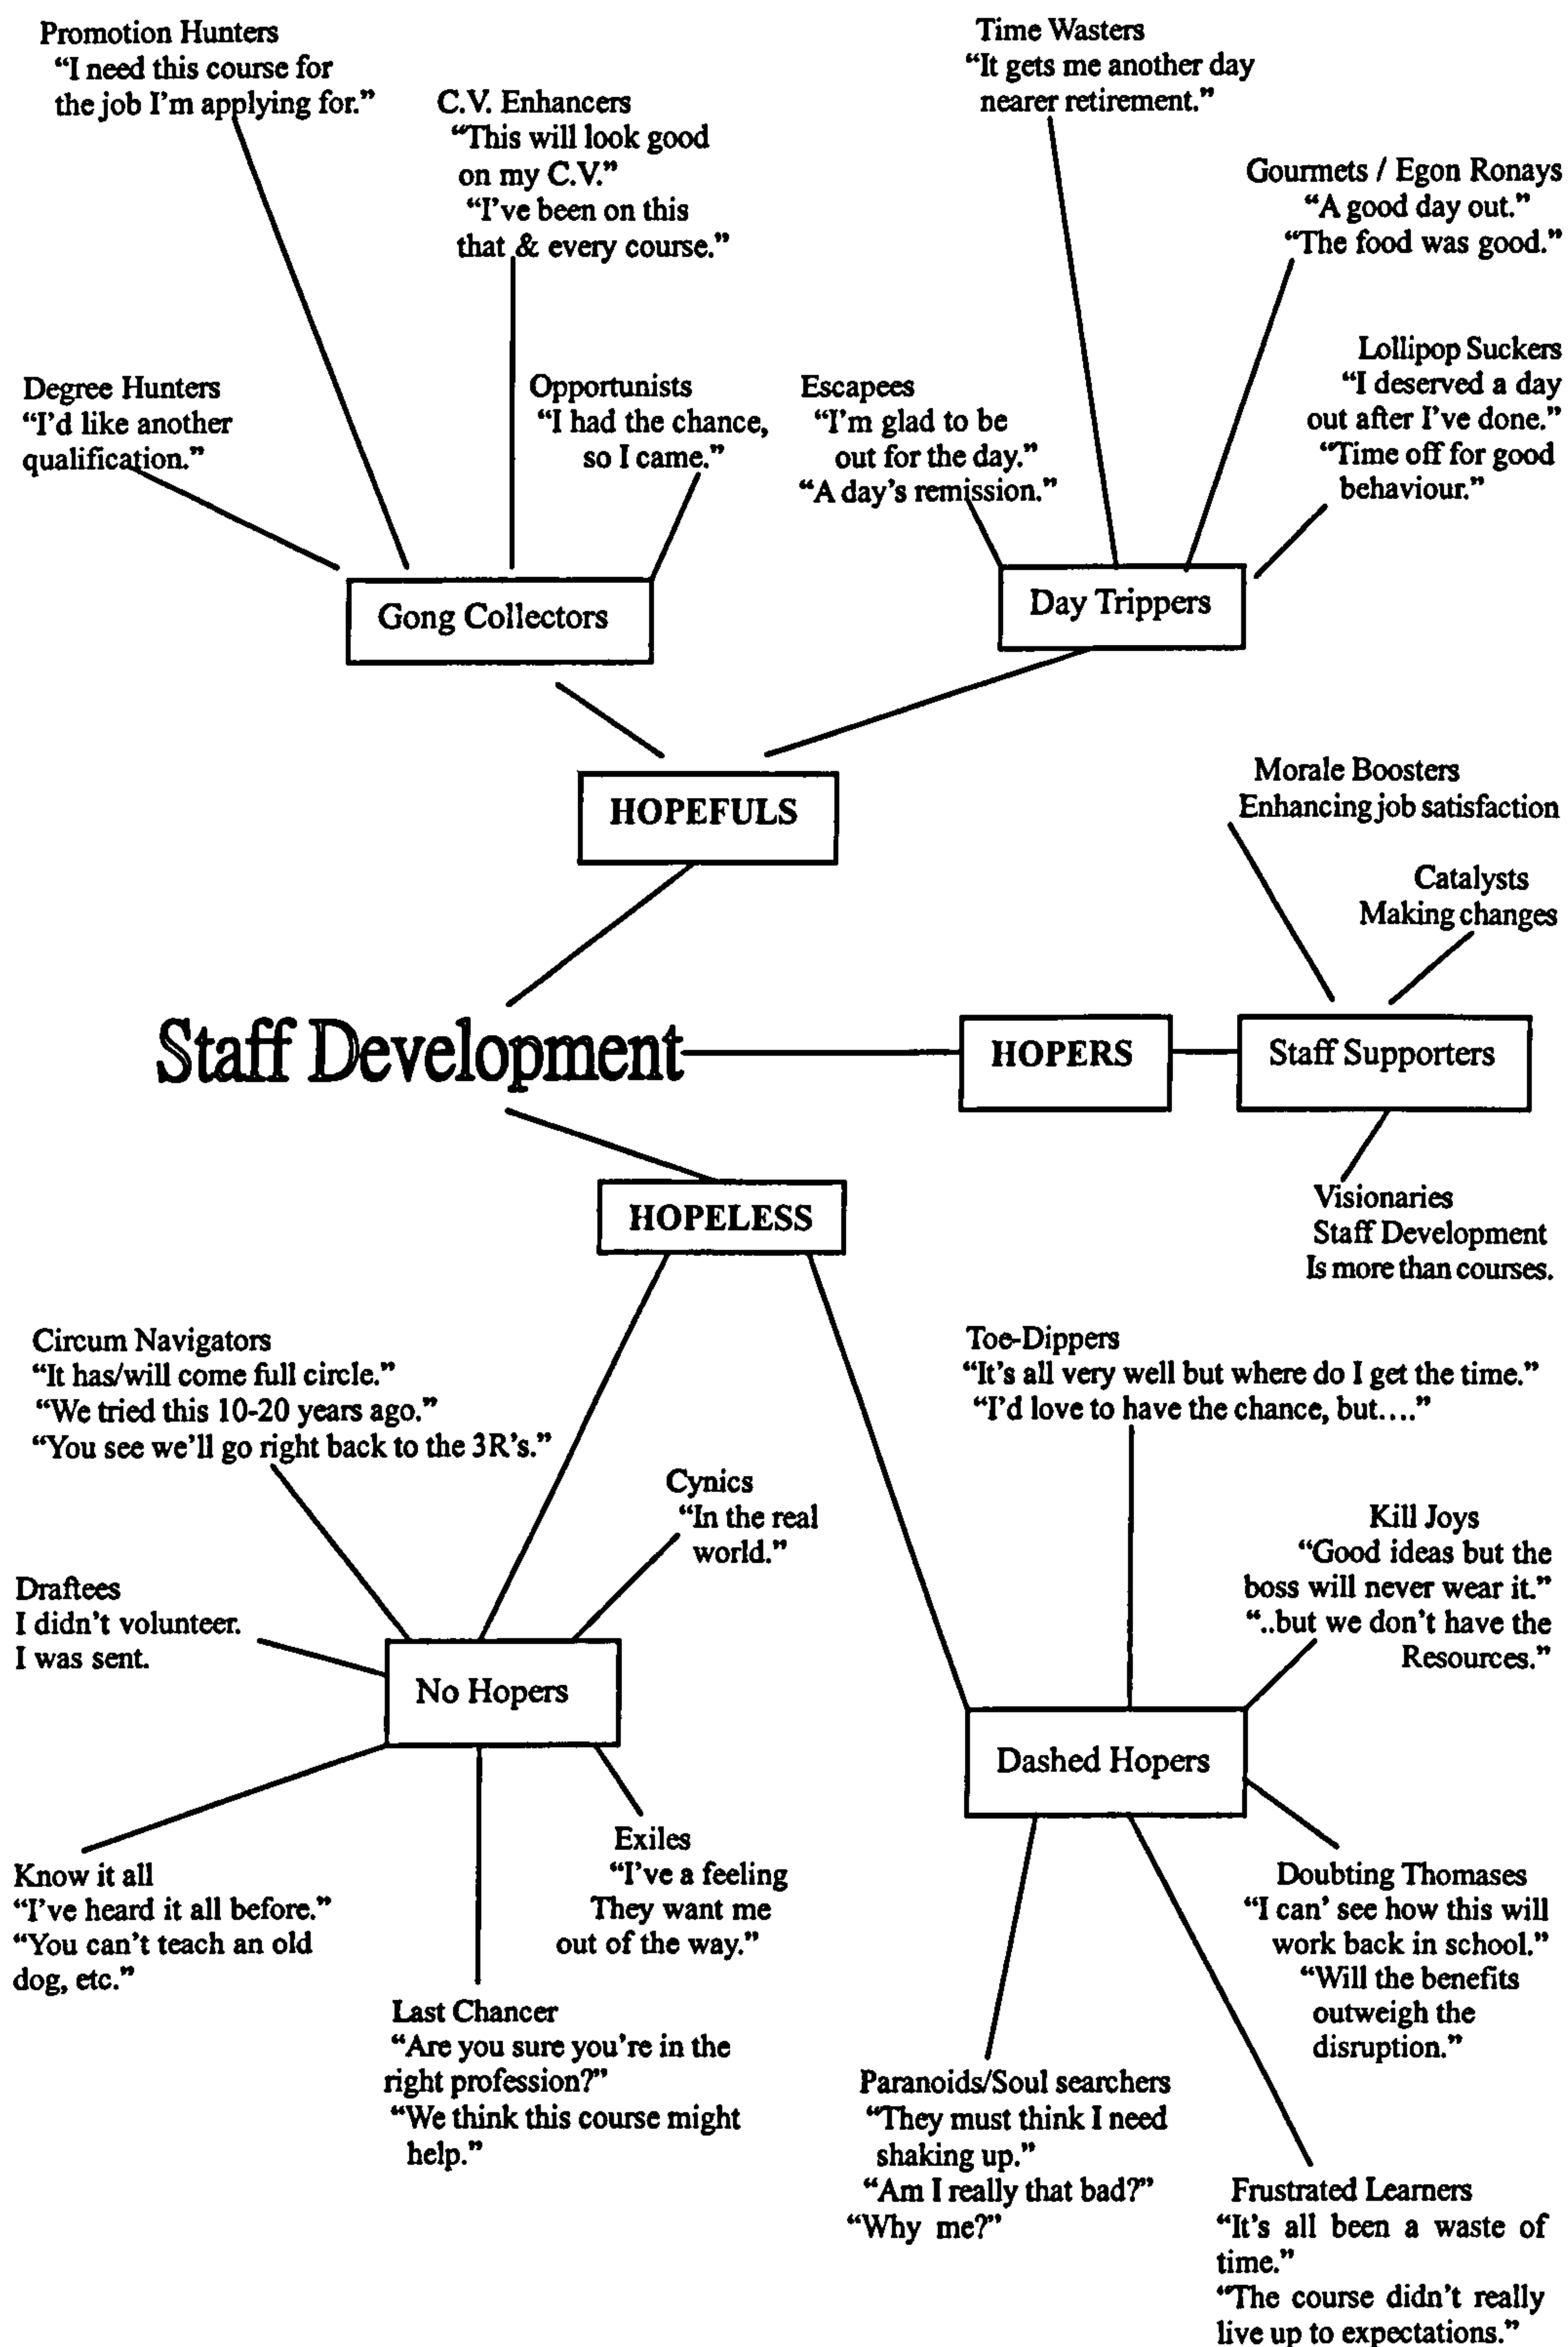 Promotion Hunters
“I need this course for
the job I'm applying for.”
C.V. Enhancers
“This will look good
on my C.V.”
“I've been on this
that & every course.”
Time Wasters
“It gets me another day
nearer retirement.”
Gourmets / Egon Ronays
“A good day out.”
“The food was good.”
Degree Hunters
“I'd like another
qualification.”
Opportunists
“I had the chance,
so I came.”
Escapees
“I'm glad to be
out for the day.”
“A day's remission.”
Lollipop Suckers
“I deserved a day
out after I've done.”
“Time off for good
behaviour.”
Gong Collectors
Day Trippers
HOPEFULS
Morale Boosters
Enhancing job satisfaction
Catalysts
Making changes
Staff Development
HOPERS
Staff Supporters
HOPELESS
Visionaries
Staff Development
Is more than courses.
Circum Navigators
“It has/will come full circle.”
“We tried this 10-20 years ago.”
“You see we'll go right back to the 3R's.”
Cynics
“In the real
world.”
Draftees
I didn't volunteer.
I was sent.
No Hopers
Know it all
“I've heard it all before.”
“You can't teach an old
dog, etc.”
Exiles
“I've a feeling
They want me
out of the way.”
Last Chancer
“Are you sure you're in the
right profession?”
“We think this course might
help.”
Toe-Dippers
“It's all very well but where do I get the time.”
“I'd love to have the chance, but....”
Kill Joys
“Good ideas but the
boss will never wear it.”
“..but we don't have the
Resources.”
Dashed Hopers
Doubting Thomases
“I can' see how this will
work back in school.”
“Will the benefits
outweigh the
disruption.”
Paranoids/Soul searchers
“They must think I need
shaking up.”
“Am I really that bad?”
“Why me?”
Frustrated Learners
“It's all been a waste of
time.”
“The course didn't really
live up to expectations.”